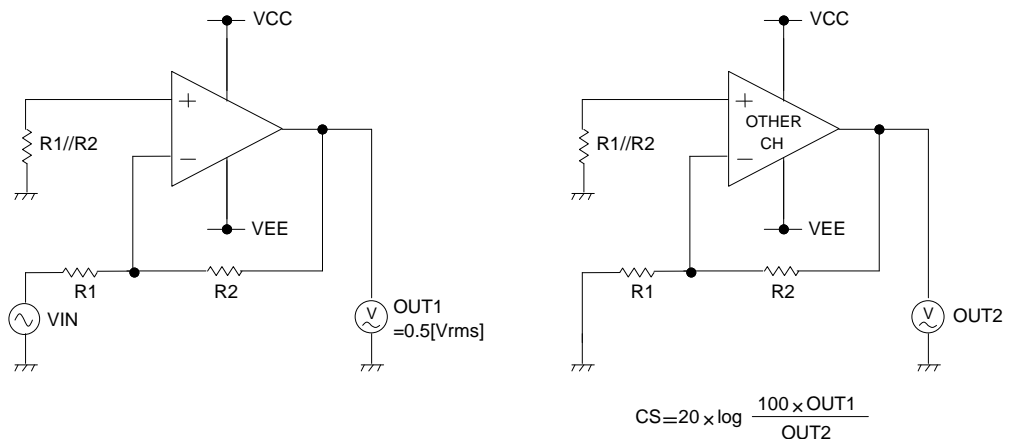 VCC
+
R1//R2
−
VEE
R1
R2
VIN
V
OUT1
=0.5[Vrms]
VCC
+
OTHER
CH
R1//R2
−
VEE
R1
R2
V
OUT2
CS=20×log 100×OUT1
OUT2